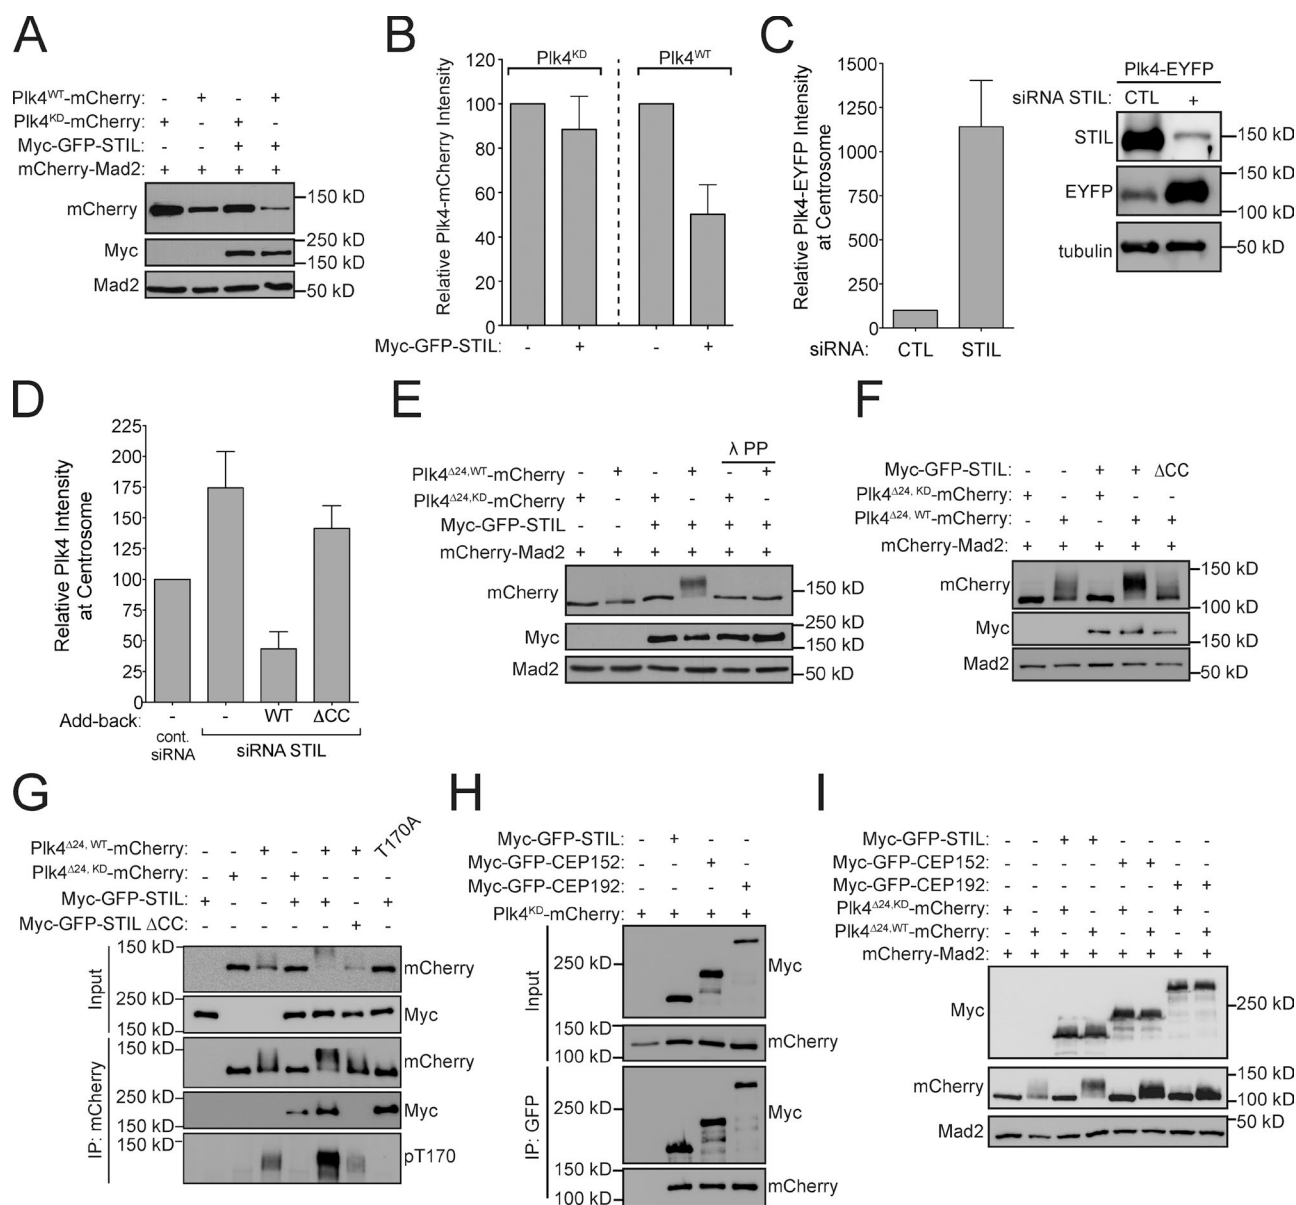 A
Plk4WT-mCherry: - + - +
Plk4KD-mCherry: + - + -
Myc-GFP-STIL: - - + +
mCherry-Mad2: + + + +
mCherry
150 kD
Myc
250 kD
150 kD
Mad2
50 kD
B
Relative Plk4-mCherry Intensity
120
100
80
60
40
20
0
Plk4KD
Plk4WT
Myc-GFP-STIL: - + - +
C
Relative Plk4-EYFP Intensity
at Centrosome
1500
1250
1000
750
500
250
0
siRNA: CTL STIL
Plk4-EYFP
siRNA STIL: CTL +
STIL
150 kD
EYFP
150 kD
100 kD
tubulin
50 kD
D
Relative Plk4 Intensity
at Centrosome
225
200
175
150
125
100
75
50
25
0
Add-back: - - WT ΔCC
cont.
siRNA
siRNA STIL
E
λ PP
Plk4Δ24,WT-mCherry: - + - + - +
Plk4Δ24,KD-mCherry: + - + - + -
Myc-GFP-STIL: - - + + + +
mCherry-Mad2: + + + + + +
mCherry
150 kD
Myc
250 kD
150 kD
Mad2
50 kD
F
Myc-GFP-STIL: - - + + ΔCC
Plk4Δ24, KD-mCherry: + - + - -
Plk4Δ24, WT-mCherry: - + - + +
mCherry-Mad2: + + + + +
mCherry
150 kD
100 kD
Myc
150 kD
Mad2
50 kD
G
Plk4Δ24, WT-mCherry: - - + - + + T170A
Plk4Δ24, KD-mCherry: - + - + - - -
Myc-GFP-STIL: + - - + + - +
Myc-GFP-STIL ΔCC: - - - - - + -
Input
150 kD
mCherry
250 kD
150 kD
Myc
IP: mCherry
150 kD
mCherry
250 kD
150 kD
Myc
150 kD
pT170
H
Myc-GFP-STIL: - + - -
Myc-GFP-CEP152: - - + -
Myc-GFP-CEP192: - - - +
Plk4KD-mCherry: + + + +
Input
250 kD
Myc
150 kD
100 kD
mCherry
IP: GFP
250 kD
Myc
150 kD
100 kD
mCherry
I
Myc-GFP-STIL: - - + + - - - -
Myc-GFP-CEP152: - - - - + + - -
Myc-GFP-CEP192: - - - - - - + +
Plk4Δ24,KD-mCherry: + - + - + - + -
Plk4Δ24,WT-mCherry: - + - + - + - +
mCherry-Mad2: + + + + + + + +
Myc
250 kD
mCherry
150 kD
100 kD
Mad2
50 kD